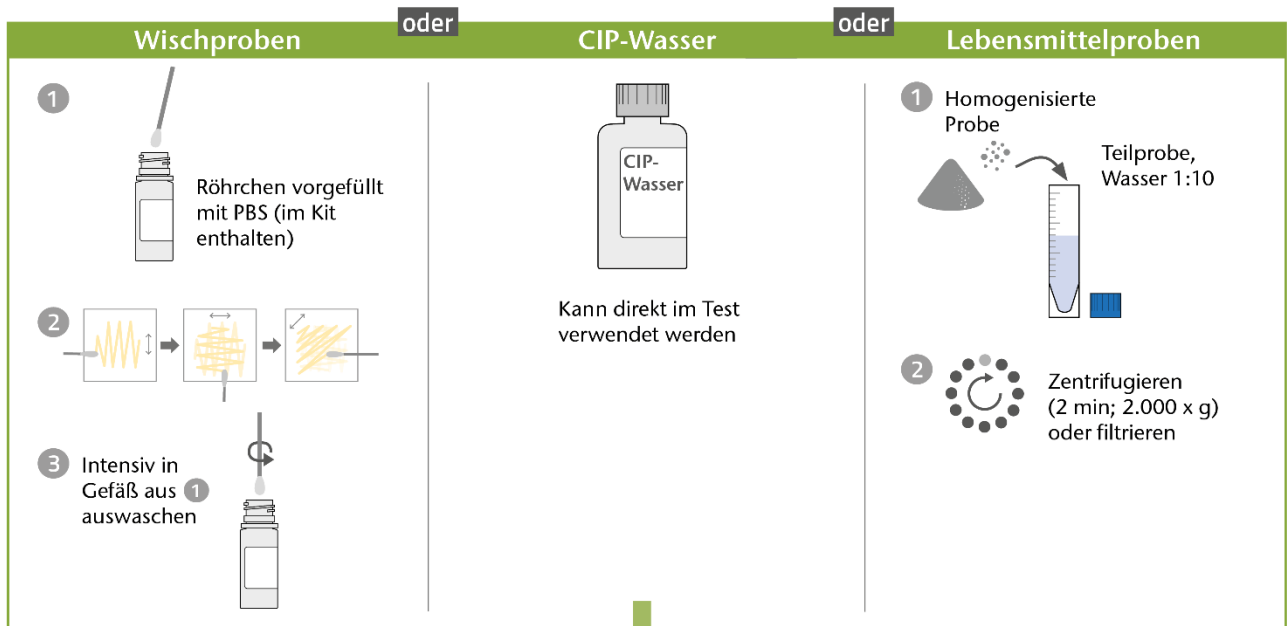 Wischproben
oder
CIP-Wasser
oder
Lebensmittelproben
1
Röhrchen vorgefüllt
mit PBS (im Kit
enthalten)
2
3 Intensiv in
Gefäß aus 1
auswaschen
CIP-
Wasser
Kann direkt im Test
verwendet werden
1 Homogenisierte
Probe
Teilprobe,
Wasser 1:10
2 Zentrifugieren
(2 min; 2.000 x g)
oder filtrieren